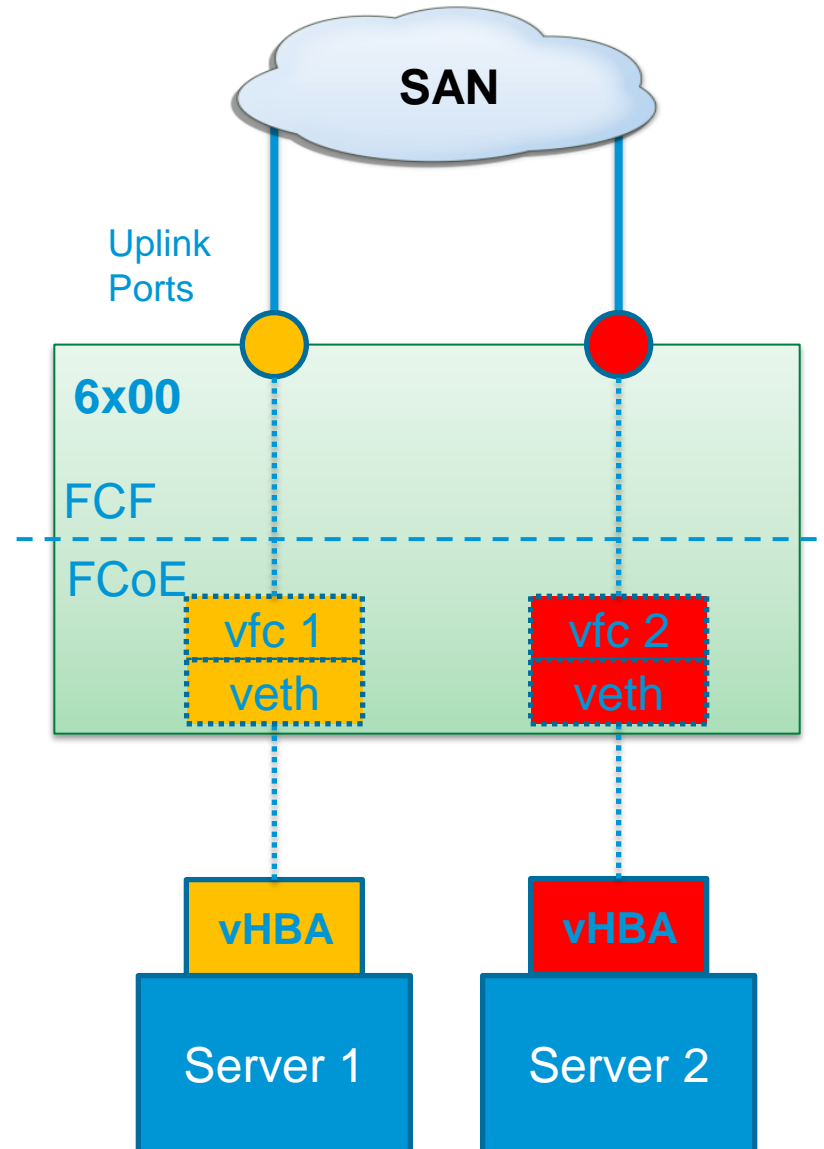 SAN
Uplink
Ports
6x00
FCF
FCoE
vfc 1
vfc 2
veth
veth
vHBA
vHBA
Server 1
Server 2